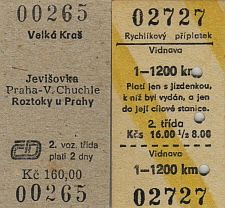 00265
Velká Kraš
Jevišovka
Praha-V. Chuchle
Roztoky u Prahy
ČD
2. voz. třída
platí 2 dny
Kč 160,00
00265
02727
Rychlíkový příplatek
Vidnava
1–1200 km
Platí jen s jízdenkou,
k níž byl vydán, a jen
do její cílové stanice.
2. třída
Kčs 16.00 ½ 8.00
Vidnava
1–1200 km
02727